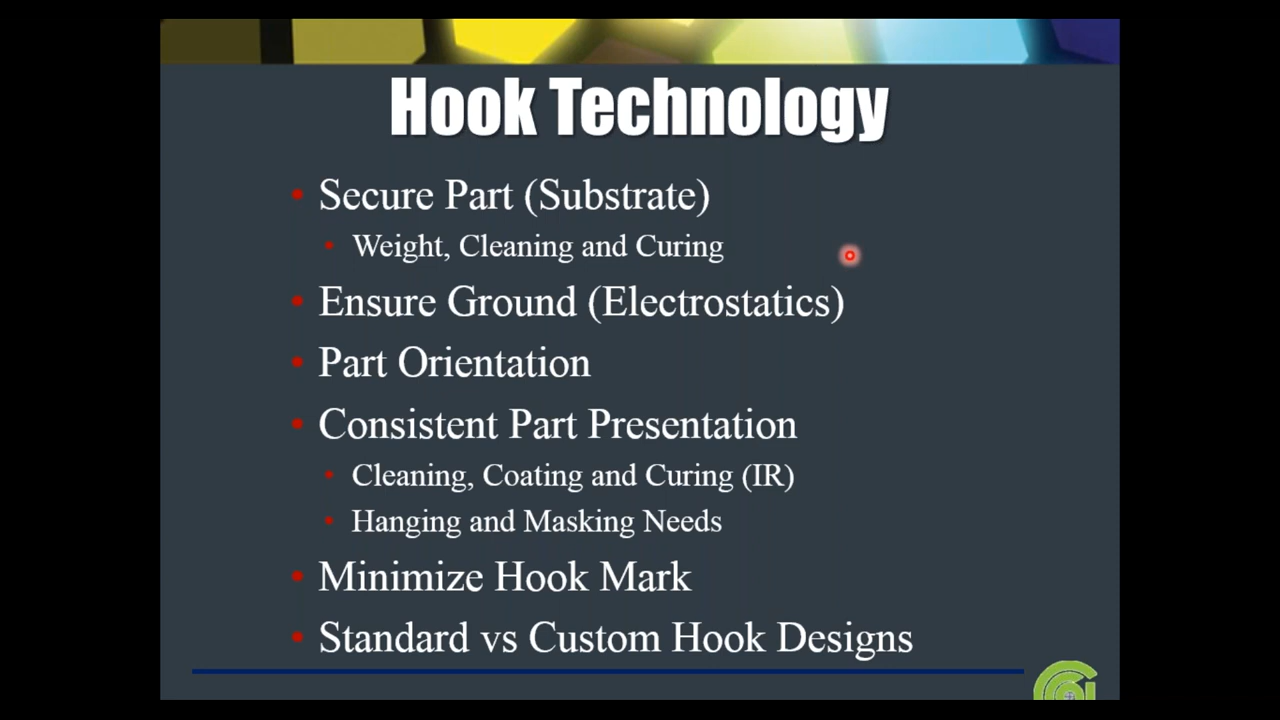 Hook Technology
Secure Part (Substrate)
Weight, Cleaning and Curing
Ensure Ground (Electrostatics)
Part Orientation
Consistent Part Presentation
Cleaning, Coating and Curing (IR)
Hanging and Masking Needs
Minimize Hook Mark
Standard vs Custom Hook Designs